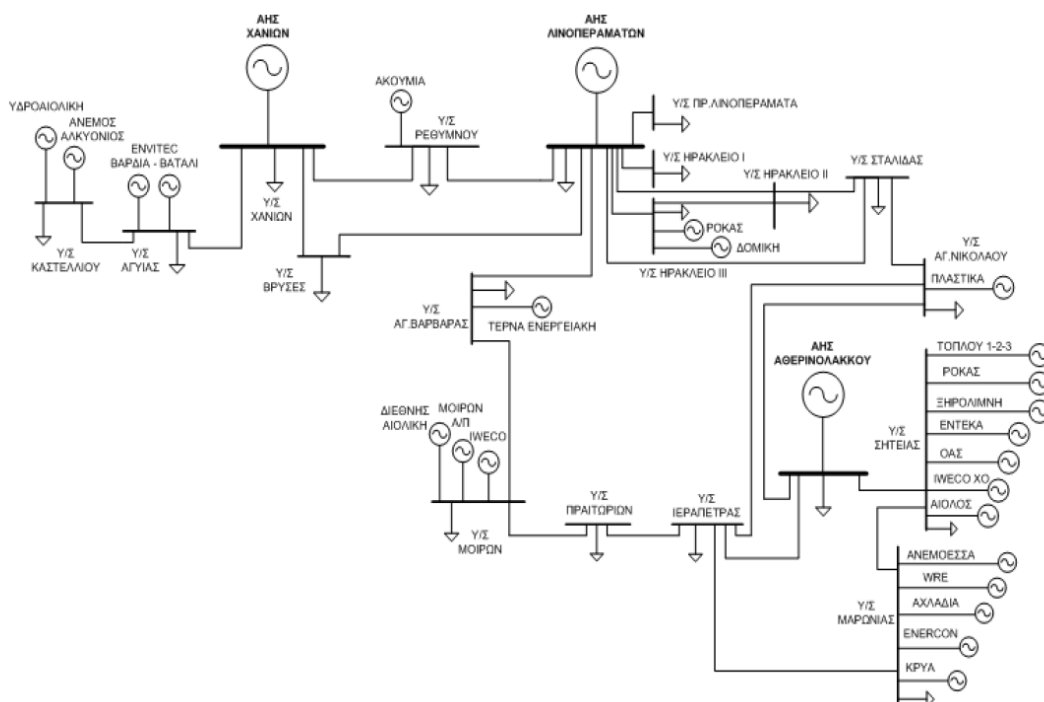 ΑΗΣ
ΧΑΝΙΩΝ
ΑΗΣ
ΛΙΝΟΠΕΡΑΜΑΤΩΝ
ΥΔΡΟΑΙΟΛΙΚΗ
ΑΝΕΜΟΣ
ΑΛΚΥΟΝΙΟΣ
ENVITEC
ΒΑΡΔΙΑ - ΒΑΤΑΛΙ
ΑΚΟΥΜΙΑ
Υ/Σ
ΡΕΘΥΜΝΟΥ
Υ/Σ ΠΡ.ΛΙΝΟΠΕΡΑΜΑΤΑ
Υ/Σ ΗΡΑΚΛΕΙΟ Ι
Υ/Σ ΗΡΑΚΛΕΙΟ ΙΙ
Υ/Σ ΣΤΑΛΙΔΑΣ
Υ/Σ
ΧΑΝΙΩΝ
Υ/Σ
ΚΑΣΤΕΛΛΙΟΥ
Υ/Σ
ΑΓΥΙΑΣ
Υ/Σ
ΒΡΥΣΕΣ
ΡΟΚΑΣ
ΔΟΜΙΚΗ
Υ/Σ ΗΡΑΚΛΕΙΟ ΙΙΙ
Υ/Σ
ΑΓ.ΝΙΚΟΛΑΟΥ
ΠΛΑΣΤΙΚΑ
Υ/Σ
ΑΓ.ΒΑΡΒΑΡΑΣ
ΤΕΡΝΑ ΕΝΕΡΓΕΙΑΚΗ
ΑΗΣ
ΑΘΕΡΙΝΟΛΑΚΚΟΥ
ΤΟΠΛΟΥ 1-2-3
ΡΟΚΑΣ
ΞΗΡΟΛΙΜΝΗ
ΕΝΤΕΚΑ
ΟΑΣ
IWECO ΧΟ
ΑΙΟΛΟΣ
Υ/Σ
ΣΗΤΕΙΑΣ
ΔΙΕΘΝΗΣ
ΑΙΟΛΙΚΗ
ΜΟΙΡΩΝ
Α/Π
IWECO
Υ/Σ
ΜΟΙΡΩΝ
Υ/Σ
ΠΡΑΙΤΩΡΙΩΝ
Υ/Σ
ΙΕΡΑΠΕΤΡΑΣ
ΑΝΕΜΟΕΣΣΑ
WRE
ΑΧΛΑΔΙΑ
ENERCON
ΚΡΥΑ
Υ/Σ
ΜΑΡΩΝΙΑΣ